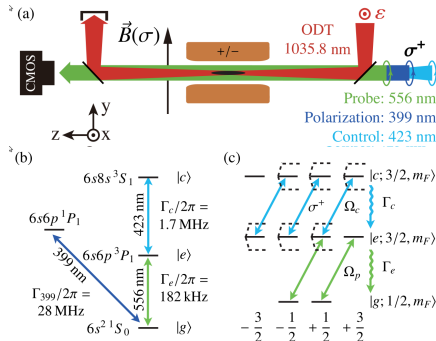 (a)
B⃗(σ)
+/−
ODT
1035.8 nm
ε
σ⁺
CMOS
y
z
x
Probe: 556 nm
Polarization: 399 nm
Control: 423 nm
(b)
6s8s ³S₁
|c⟩
423 nm
Γc/2π =
1.7 MHz
6s6p ¹P₁
6s6p ³P₁
|e⟩
399 nm
Γ399/2π =
28 MHz
556 nm
Γe/2π =
182 kHz
6s² ¹S₀
|g⟩
(c)
|c; 3/2, mF⟩
σ⁺
Ωc
Γc
|e; 3/2, mF⟩
Ωp
Γe
|g; 1/2, mF⟩
−3/2 −1/2 +1/2 +3/2